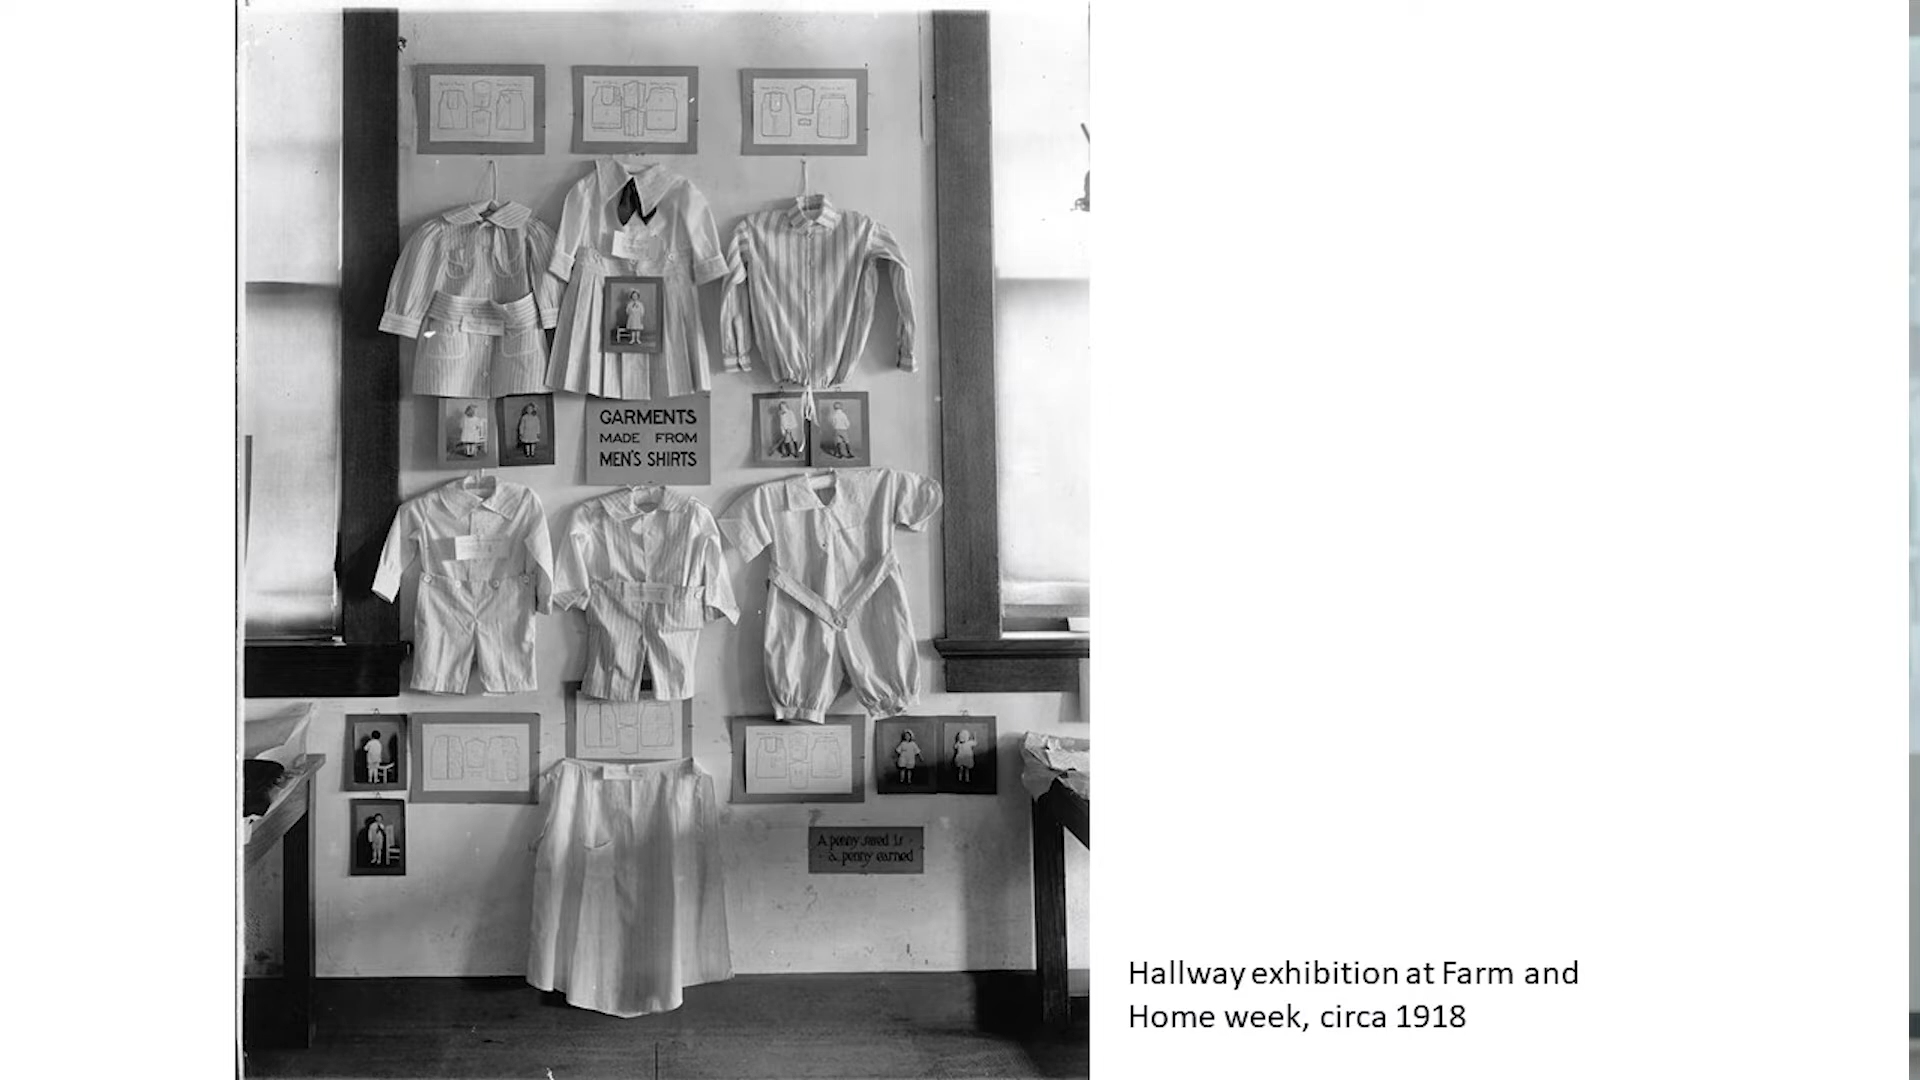 GARMENTS
MADE FROM
MEN'S SHIRTS
A penny saved is
a penny earned
Hallway exhibition at Farm and
Home week, circa 1918